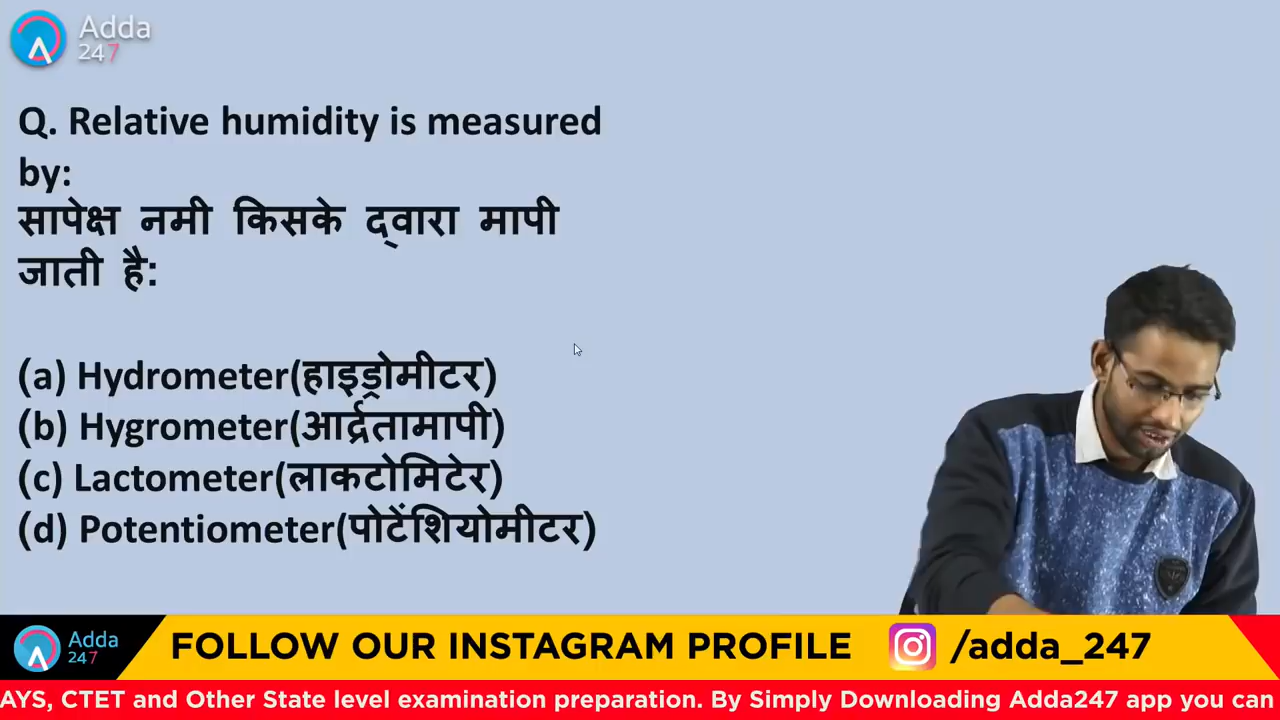 Adda
247
Q. Relative humidity is measured
by:
सापेक्ष नमी किसके द्वारा मापी
जाती है:
(a) Hydrometer(हाइड्रोमीटर)
(b) Hygrometer(आर्द्रतामापी)
(c) Lactometer(लाकटोमिटेर)
(d) Potentiometer(पोटेंशियोमीटर)
Adda
247
FOLLOW OUR INSTAGRAM PROFILE /adda_247
AYS, CTET and Other State level examination preparation. By Simply Downloading Adda247 app you can